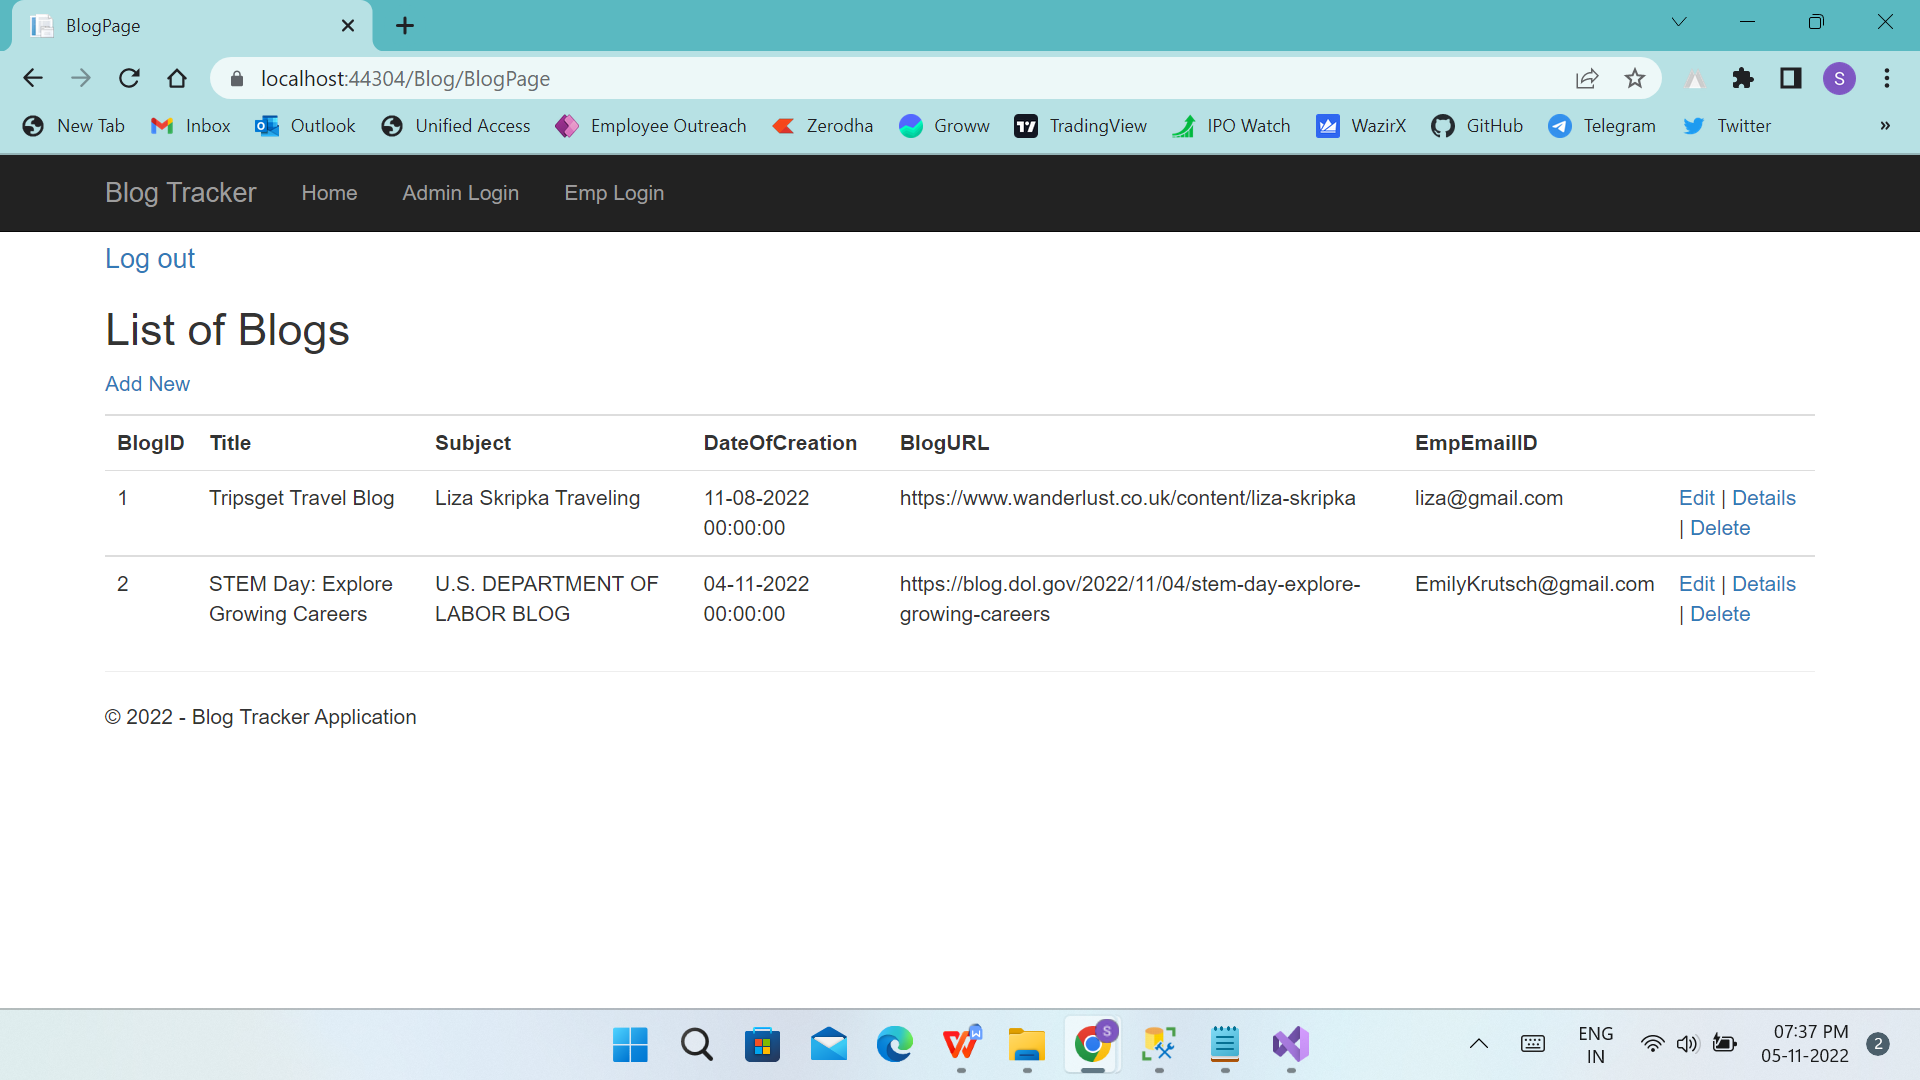 BlogPage
localhost:44304/Blog/BlogPage
S
New Tab Inbox Outlook Unified Access Employee Outreach Zerodha Groww TradingView IPO Watch WazirX GitHub Telegram Twitter »
Blog Tracker Home Admin Login Emp Login
Log out
List of Blogs
Add New
BlogID Title Subject DateOfCreation BlogURL EmpEmailID
1 Tripsget Travel Blog Liza Skripka Traveling 11-08-2022 https://www.wanderlust.co.uk/content/liza-skripka liza@gmail.com Edit | Details
00:00:00 | Delete
2 STEM Day: Explore U.S. DEPARTMENT OF 04-11-2022 https://blog.dol.gov/2022/11/04/stem-day-explore- EmilyKrutsch@gmail.com Edit | Details
Growing Careers LABOR BLOG 00:00:00 growing-careers | Delete
© 2022 - Blog Tracker Application
ENG 07:37 PM
IN 05-11-2022 2